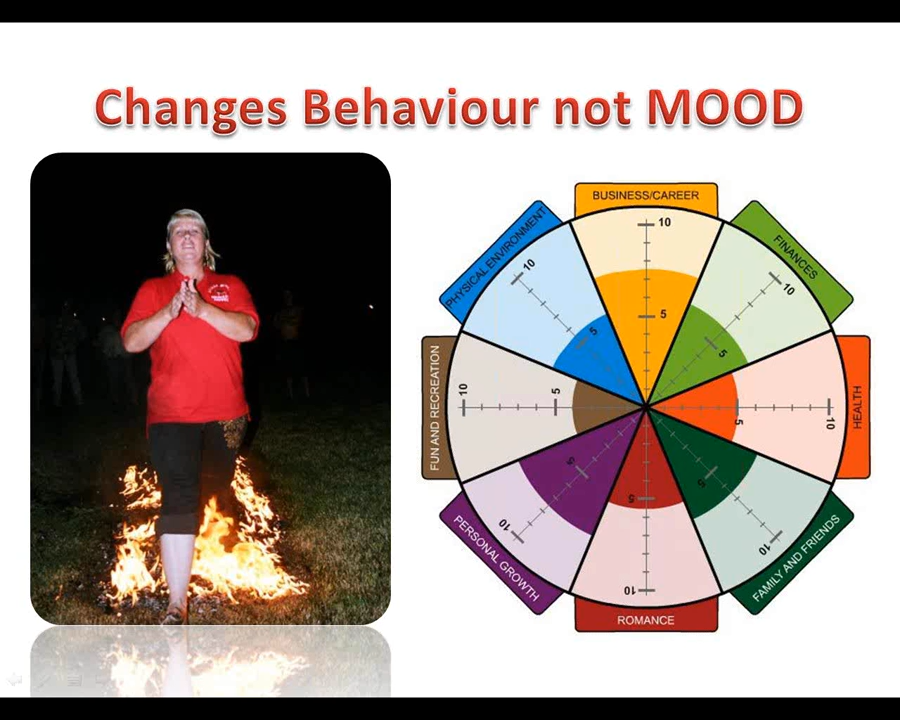 Changes Behaviour not MOOD
BUSINESS/CAREER
10
5
FINANCES
10
5
HEALTH
10
5
FAMILY AND FRIENDS
10
5
ROMANCE
10
5
PERSONAL GROWTH
10
5
FUN AND RECREATION
10
5
PHYSICAL ENVIRONMENT
10
5